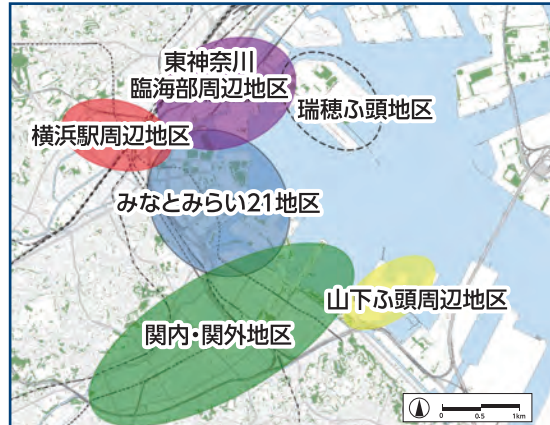 東神奈川
臨海部周辺地区
瑞穂ふ頭地区
横浜駅周辺地区
みなとみらい21地区
山下ふ頭周辺地区
関内・関外地区
0 0.5 1km